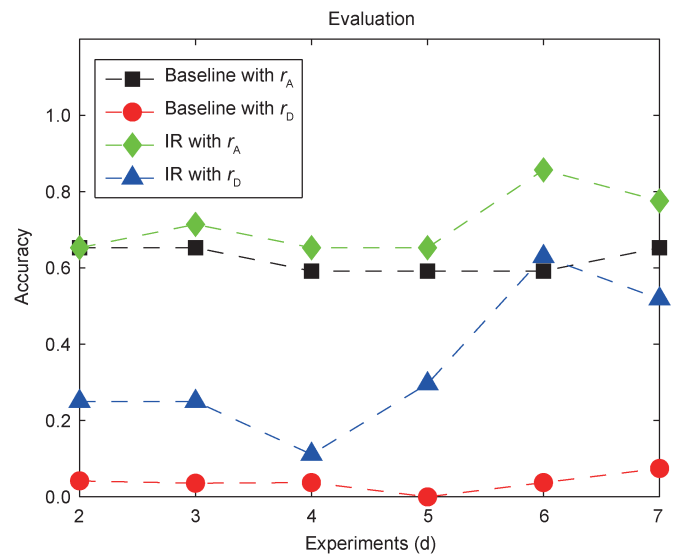 Evaluation
Baseline with rA
Baseline with rD
IR with rA
IR with rD
1.0
0.8
0.6
0.4
0.2
0.0
Accuracy
2 3 4 5 6 7
Experiments (d)